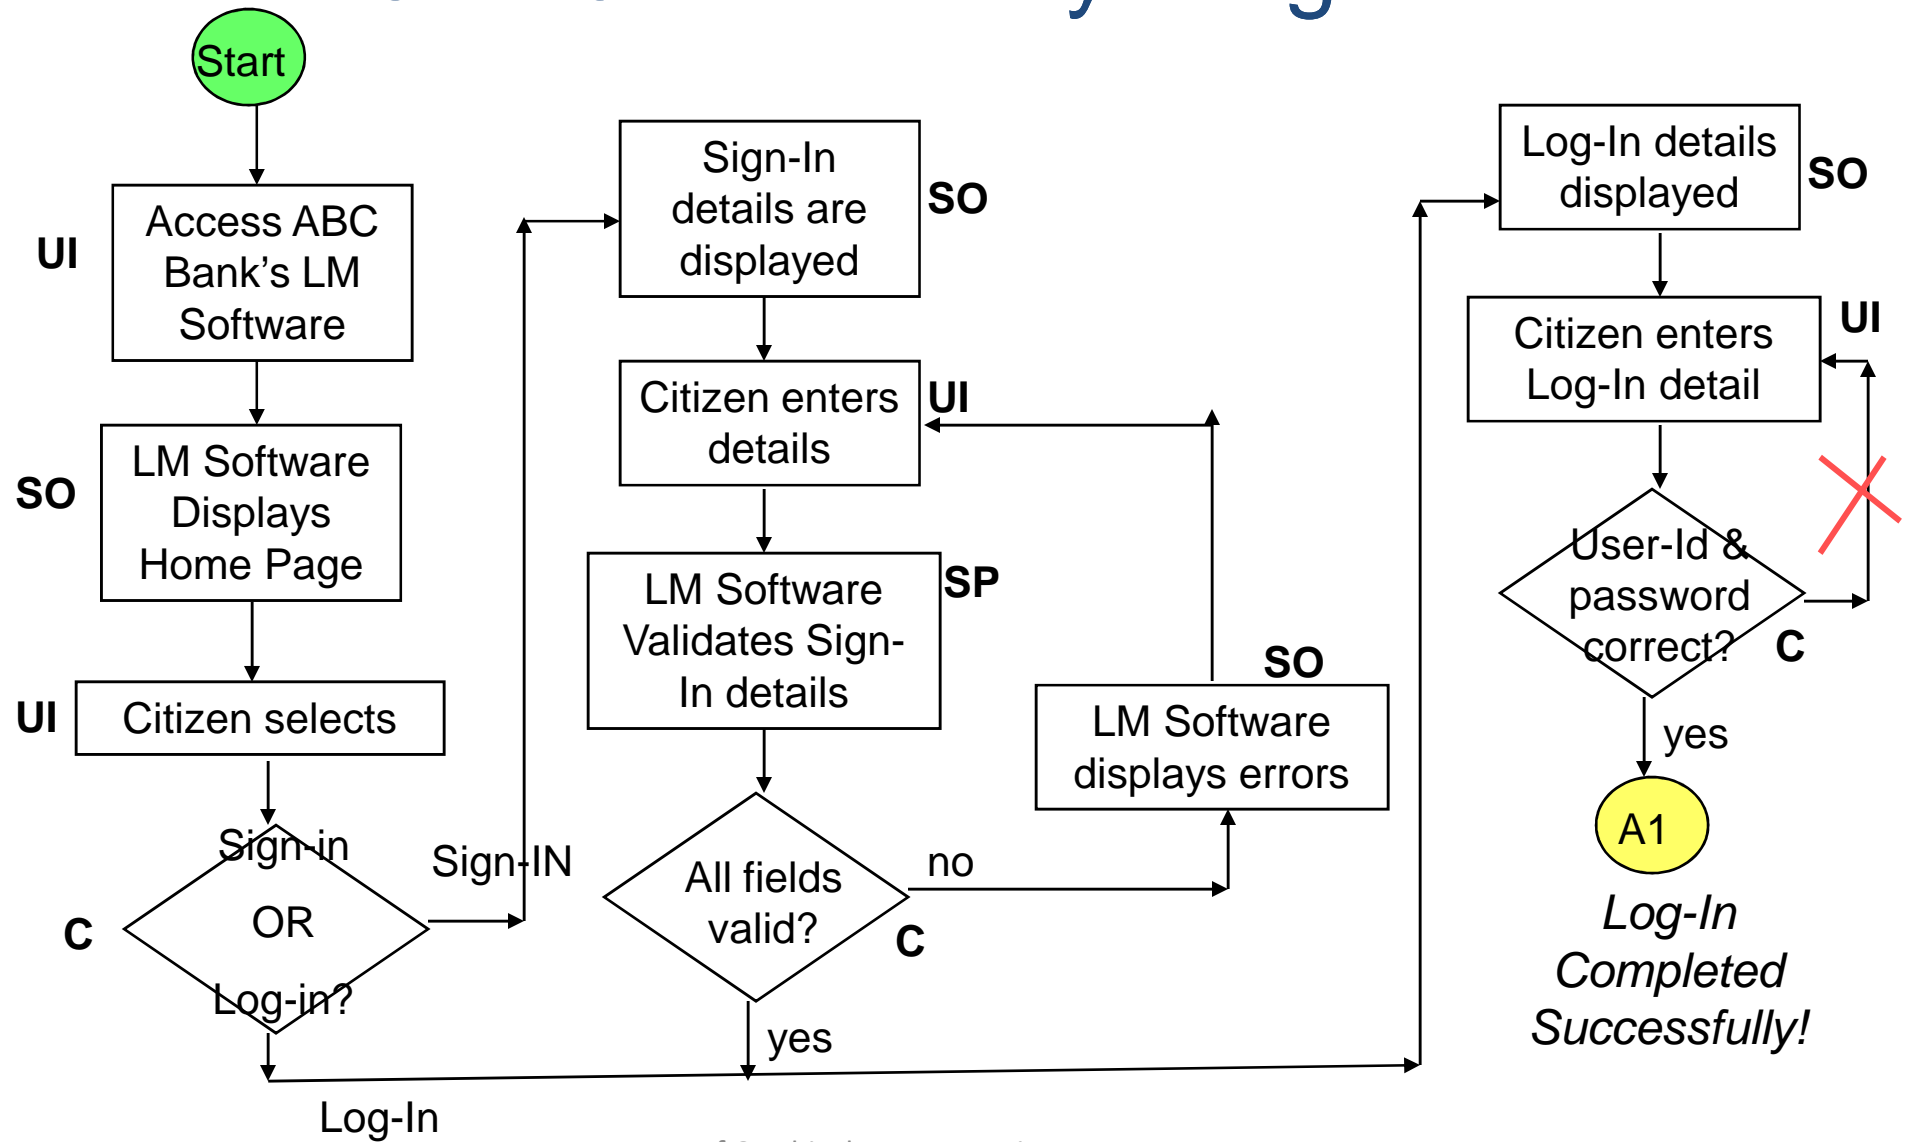 Start
UI
Access ABC
Bank's LM
Software
SO
LM Software
Displays
Home Page
UI
Citizen selects
C
Sign-in
OR
Log-in?
Sign-IN
Log-In
Sign-In
details are
displayed
SO
Citizen enters
details
UI
LM Software
Validates Sign-
In details
SP
All fields
valid?
C
no
yes
SO
LM Software
displays errors
Log-In details
displayed
SO
Citizen enters
Log-In detail
UI
User-Id &
password
correct?
C
yes
A1
Log-In
Completed
Successfully!